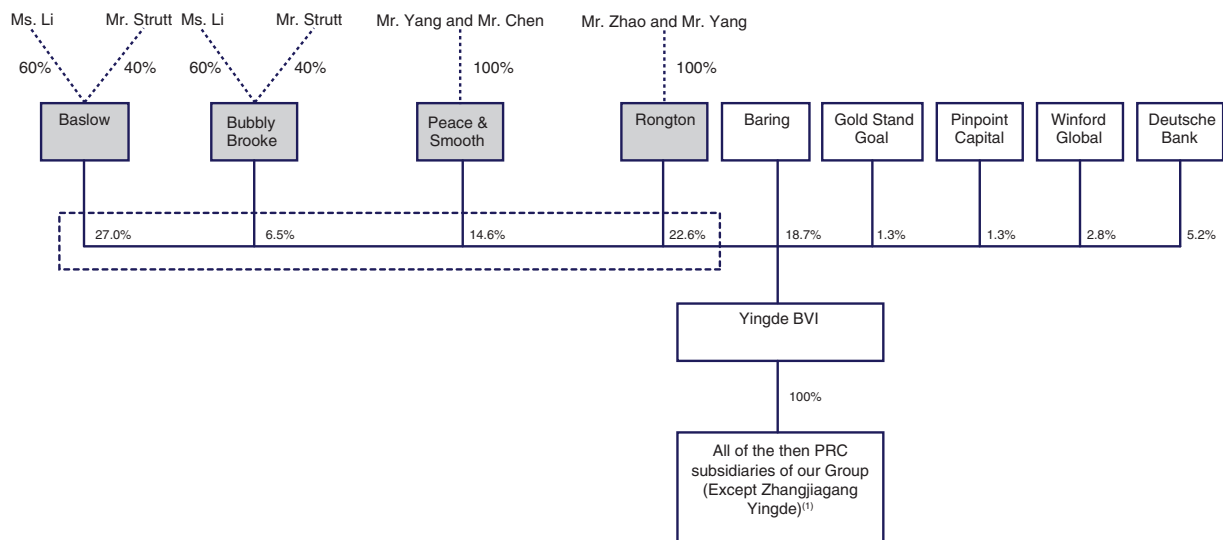 Ms. Li Mr. Strutt Ms. Li Mr. Strutt Mr. Yang and Mr. Chen Mr. Zhao and Mr. Yang
60% 40% 60% 40% 100% 100%
Baslow
Bubbly
Brooke
Peace &
Smooth
Rongton
Baring
Gold Stand
Goal
Pinpoint
Capital
Winford
Global
Deutsche
Bank
27.0% 6.5% 14.6% 22.6% 18.7% 1.3% 1.3% 2.8% 5.2%
Yingde BVI
100%
All of the then PRC
subsidiaries of our Group
(Except Zhangjiagang
Yingde)(1)